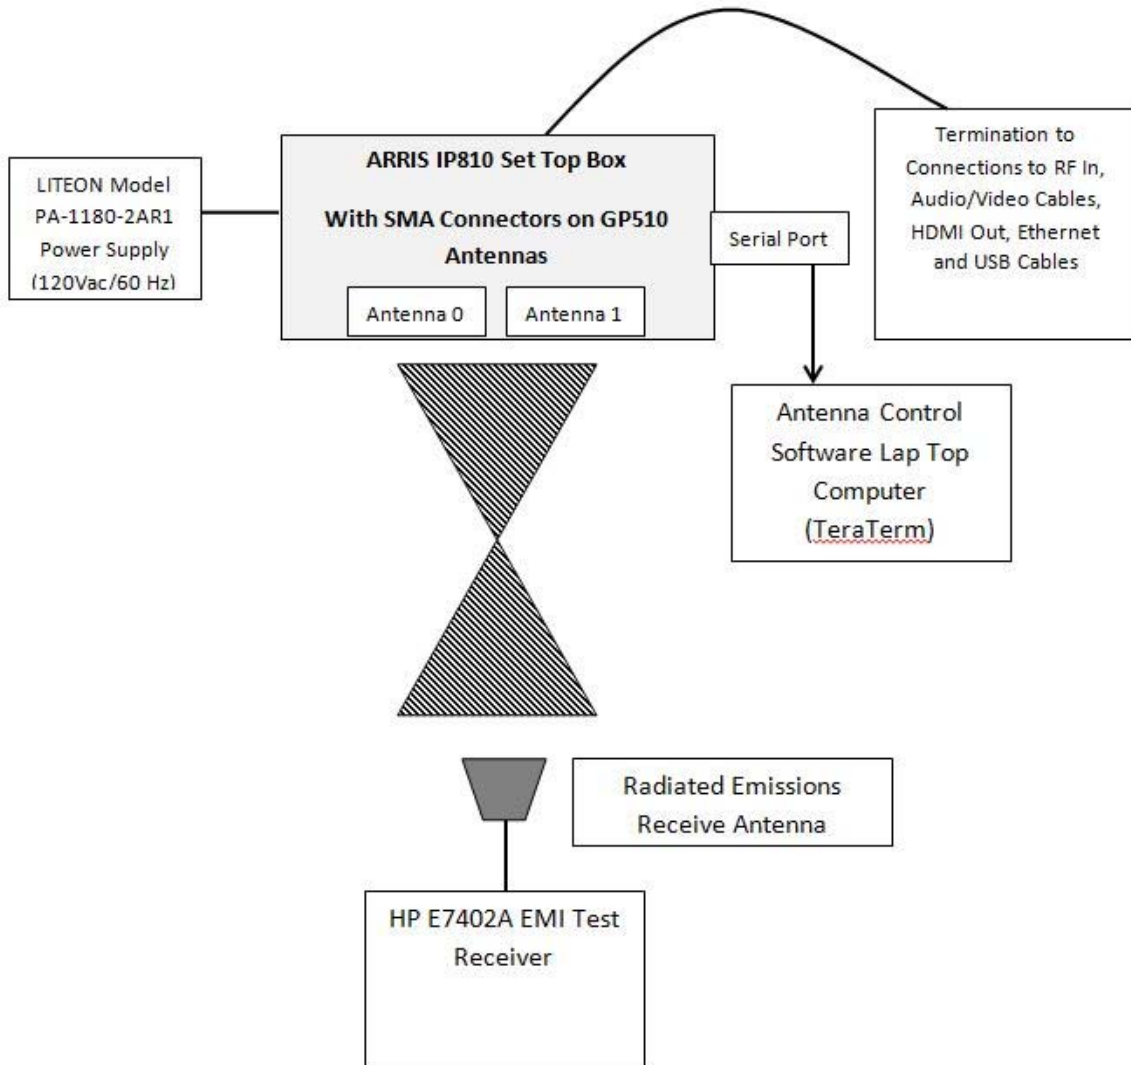 LITEON Model
PA-1180-2AR1
Power Supply
(120Vac/60 Hz)
ARRIS IP810 Set Top Box
With SMA Connectors on GP510
Antennas
Antenna 0
Antenna 1
Serial Port
Termination to
Connections to RF In,
Audio/Video Cables,
HDMI Out, Ethernet
and USB Cables
Antenna Control
Software Lap Top
Computer
(TeraTerm)
Radiated Emissions
Receive Antenna
HP E7402A EMI Test
Receiver